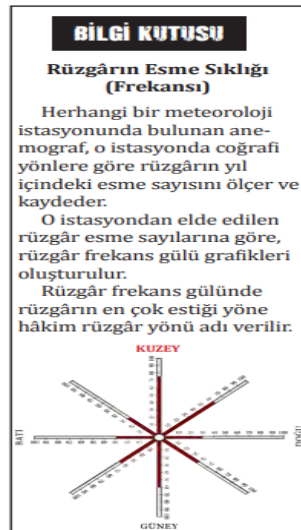 BİLGİ KUTUSU
Rüzgârın Esme Sıklığı
(Frekansı)
Herhangi bir meteoroloji
istasyonunda bulunan ane-
mograf, o istasyonda coğrafi
yönlere göre rüzgârın yıl
içindeki esme sayısını ölçer ve
kaydeder.
O istasyondan elde edilen
rüzgâr esme sayılarına göre,
rüzgâr frekans gülü grafikleri
oluşturulur.
Rüzgâr frekans gülünde
rüzgârın en çok estiği yöne
hâkim rüzgâr yönü adı verilir.
KUZEY
BATI
DOĞU
GÜNEY